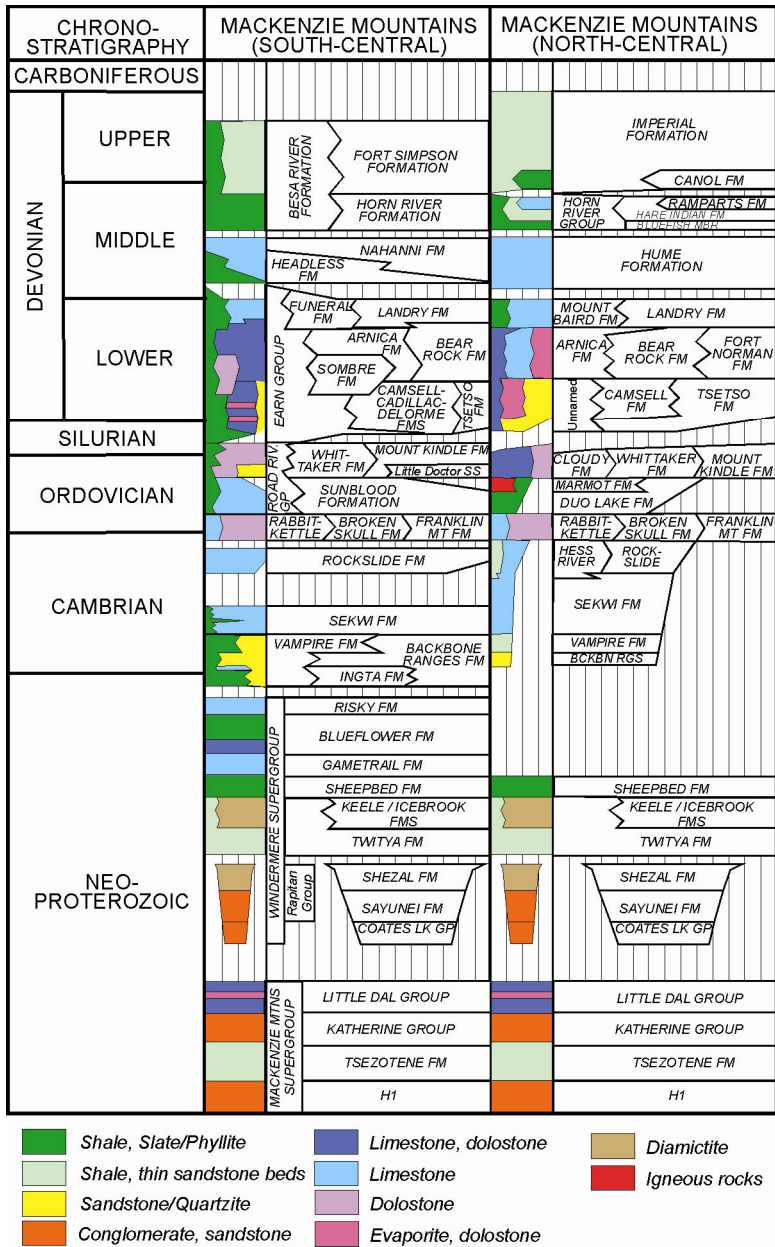 CHRONO-
STRATIGRAPHY
MACKENZIE MOUNTAINS
(SOUTH-CENTRAL)
MACKENZIE MOUNTAINS
(NORTH-CENTRAL)
CARBONIFEROUS
DEVONIAN
UPPER
MIDDLE
LOWER
SILURIAN
ORDOVICIAN
CAMBRIAN
NEO-
PROTEROZOIC
BESA RIVER
FORMATION
FORT SIMPSON
FORMATION
HORN RIVER
FORMATION
NAHANNI FM
HEADLESS
FM
EARN GROUP
FUNERAL
FM
LANDRY FM
ARNICA
FM
BEAR
ROCK FM
SOMBRE
FM
CAMSELL-
CADILLAC-
DELORME
FMS
TSETSO
FM
ROAD RIV.
GP
WHIT-
TAKER FM
MOUNT KINDLE FM
Little Doctor SS
SUNBLOOD
FORMATION
RABBIT-
KETTLE
BROKEN
SKULL FM
FRANKLIN
MT FM
ROCKSLIDE FM
SEKWI FM
VAMPIRE FM
BACKBONE
RANGES FM
INGTA FM
WINDERMERE SUPERGROUP
RISKY FM
BLUEFLOWER FM
GAMETRAIL FM
SHEEPBED FM
KEELE / ICEBROOK
FMS
TWITYA FM
Rapitan
Group
SHEZAL FM
SAYUNEI FM
COATES LK GP
MACKENZIE MTNS
SUPERGROUP
LITTLE DAL GROUP
KATHERINE GROUP
TSEZOTENE FM
H1
IMPERIAL
FORMATION
CANOL FM
HORN
RIVER
GROUP
RAMPARTS FM
HARE INDIAN FM
BLUEFISH MBR
HUME
FORMATION
MOUNT
BAIRD FM
LANDRY FM
ARNICA
FM
BEAR
ROCK FM
FORT
NORMAN
FM
Unnamed
CAMSELL
FM
TSETSO
FM
CLOUDY
FM
WHITTAKER
FM
MOUNT
KINDLE FM
MARMOT FM
DUO LAKE FM
RABBIT-
KETTLE
BROKEN
SKULL FM
FRANKLIN
MT FM
HESS
RIVER
ROCK-
SLIDE
SEKWI FM
VAMPIRE FM
BCKBN RGS
SHEEPBED FM
KEELE / ICEBROOK
FMS
TWITYA FM
SHEZAL FM
SAYUNEI FM
COATES LK GP
LITTLE DAL GROUP
KATHERINE GROUP
TSEZOTENE FM
H1
Shale, Slate/Phyllite
Shale, thin sandstone beds
Sandstone/Quartzite
Conglomerate, sandstone
Limestone, dolostone
Limestone
Dolostone
Evaporite, dolostone
Diamictite
Igneous rocks